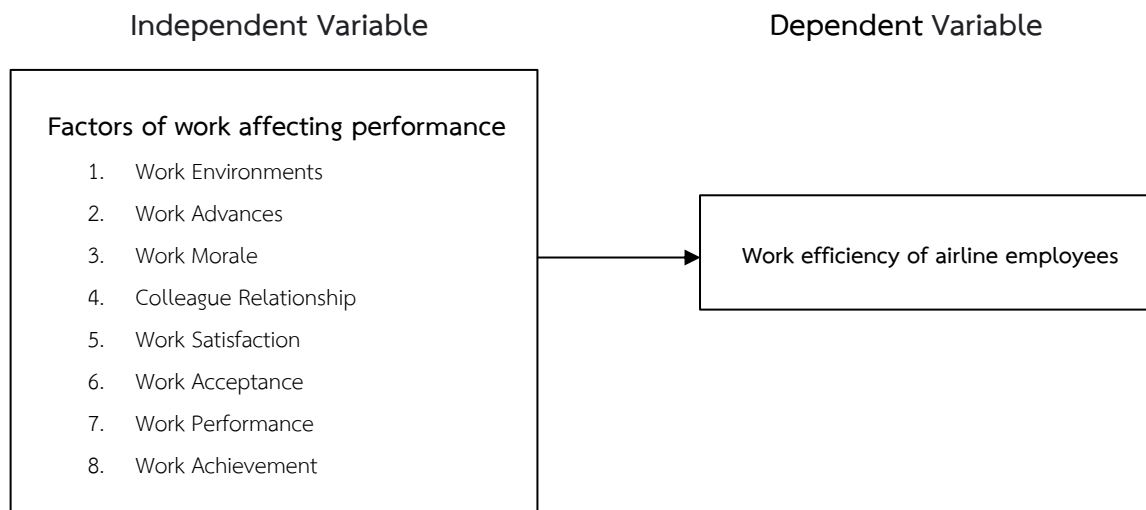 Independent Variable
Dependent Variable
Factors of work affecting performance
1. Work Environments
2. Work Advances
3. Work Morale
4. Colleague Relationship
5. Work Satisfaction
6. Work Acceptance
7. Work Performance
8. Work Achievement
Work efficiency of airline employees